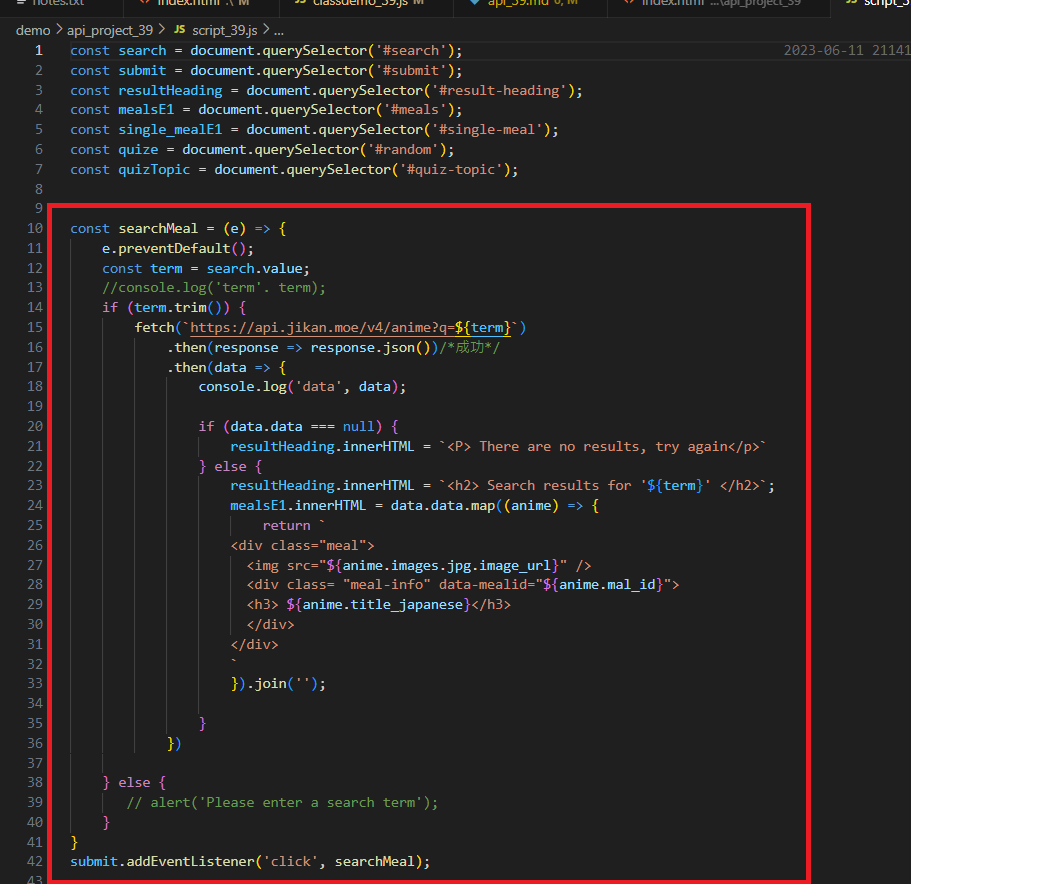 notes.txt index.html .\ M JS classdemo_39.js M api_39.md 6, M index.html ...\api_project_39 JS script_3
demo > api_project_39 > JS script_39.js > ...
1 const search = document.querySelector('#search'); 2023-06-11 21141
2 const submit = document.querySelector('#submit');
3 const resultHeading = document.querySelector('#result-heading');
4 const mealsE1 = document.querySelector('#meals');
5 const single_mealE1 = document.querySelector('#single-meal');
6 const quize = document.querySelector('#random');
7 const quizTopic = document.querySelector('#quiz-topic');
8
9
10 const searchMeal = (e) => {
11 e.preventDefault();
12 const term = search.value;
13 //console.log('term'. term);
14 if (term.trim()) {
15 fetch(`https://api.jikan.moe/v4/anime?q=${term}`)
16 .then(response => response.json())/*成功*/
17 .then(data => {
18 console.log('data', data);
19
20 if (data.data === null) {
21 resultHeading.innerHTML = `<P> There are no results, try again</p>`
22 } else {
23 resultHeading.innerHTML = `<h2> Search results for '${term}' </h2>`;
24 mealsE1.innerHTML = data.data.map((anime) => {
25 return `
26 <div class="meal">
27 <img src="${anime.images.jpg.image_url}" />
28 <div class= "meal-info" data-mealid="${anime.mal_id}">
29 <h3> ${anime.title_japanese}</h3>
30 </div>
31 </div>
32 `
33 }).join('');
34
35 }
36 })
37
38 } else {
39 // alert('Please enter a search term');
40 }
41 }
42 submit.addEventListener('click', searchMeal);
43